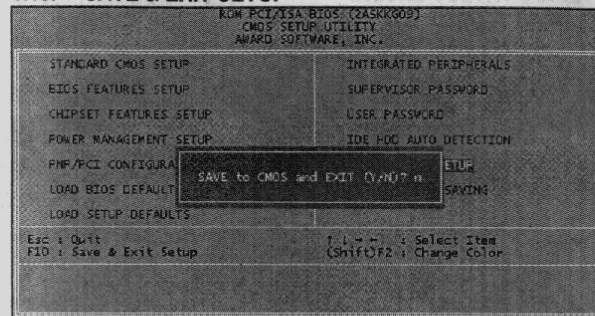 SAVE & EXIT SETUP
ROM PCI/ISA BIOS (2A5KKG09)
CMOS SETUP UTILITY
AWARD SOFTWARE, INC.
STANDARD CMOS SETUP
INTEGRATED PERIPHERALS
BIOS FEATURES SETUP
SUPERVISOR PASSWORD
CHIPSET FEATURES SETUP
USER PASSWORD
POWER MANAGEMENT SETUP
IDE HDD AUTO DETECTION
PNP/PCI CONFIGURA
ETUP
SAVE to CMOS and EXIT (Y/N)? n
LOAD BIOS DEFAULT
SAVING
LOAD SETUP DEFAULTS
Esc : Quit
↑ ↓ → ← : Select Item
F10 : Save & Exit Setup
(Shift)F2 : Change Color